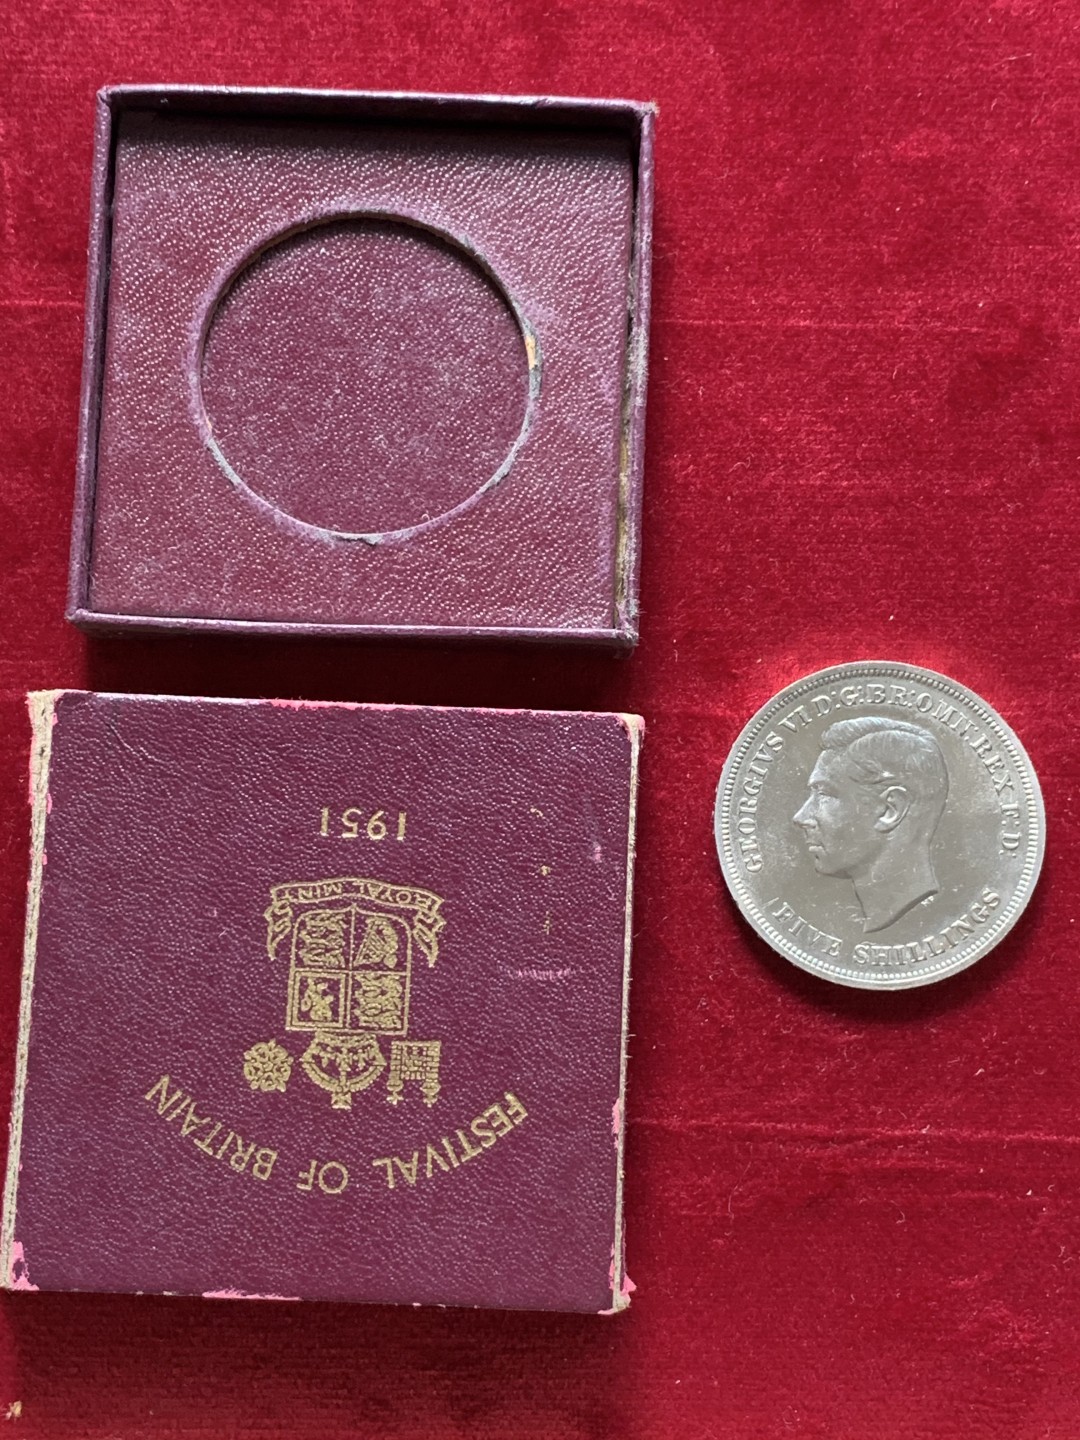 1951
ROYAL MINT
FESTIVAL OF BRITAIN
GEORGIVS VI D:G:BR:OMN:REX F:D:
FIVE SHILLINGS